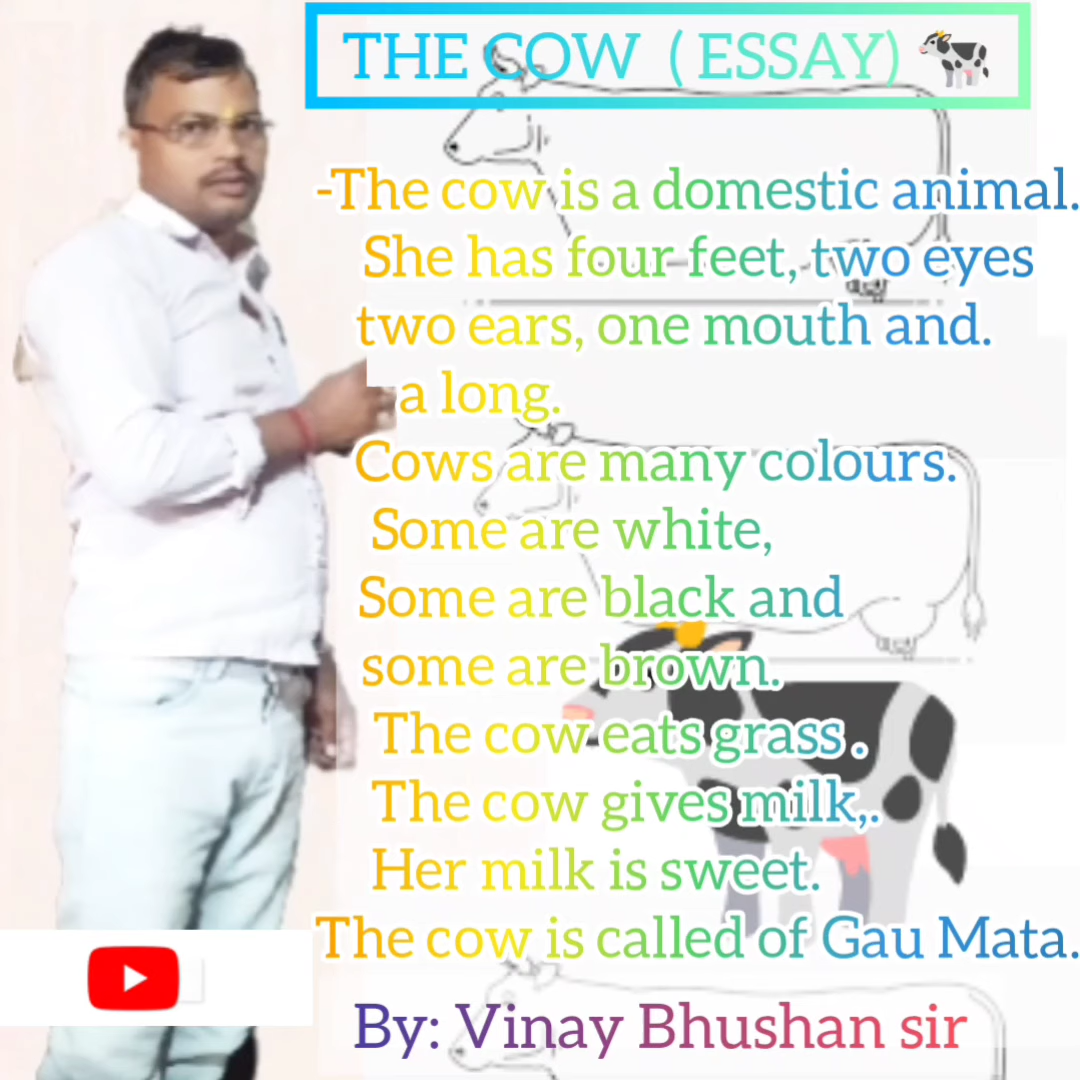 THE COW ( ESSAY) 🐄
-The cow is a domestic animal.
She has four feet, two eyes
two ears, one mouth and.
a long.
Cows are many colours.
Some are white,
Some are black and
some are brown.
The cow eats grass .
The cow gives milk,.
Her milk is sweet.
The cow is called of Gau Mata.
By: Vinay Bhushan sir